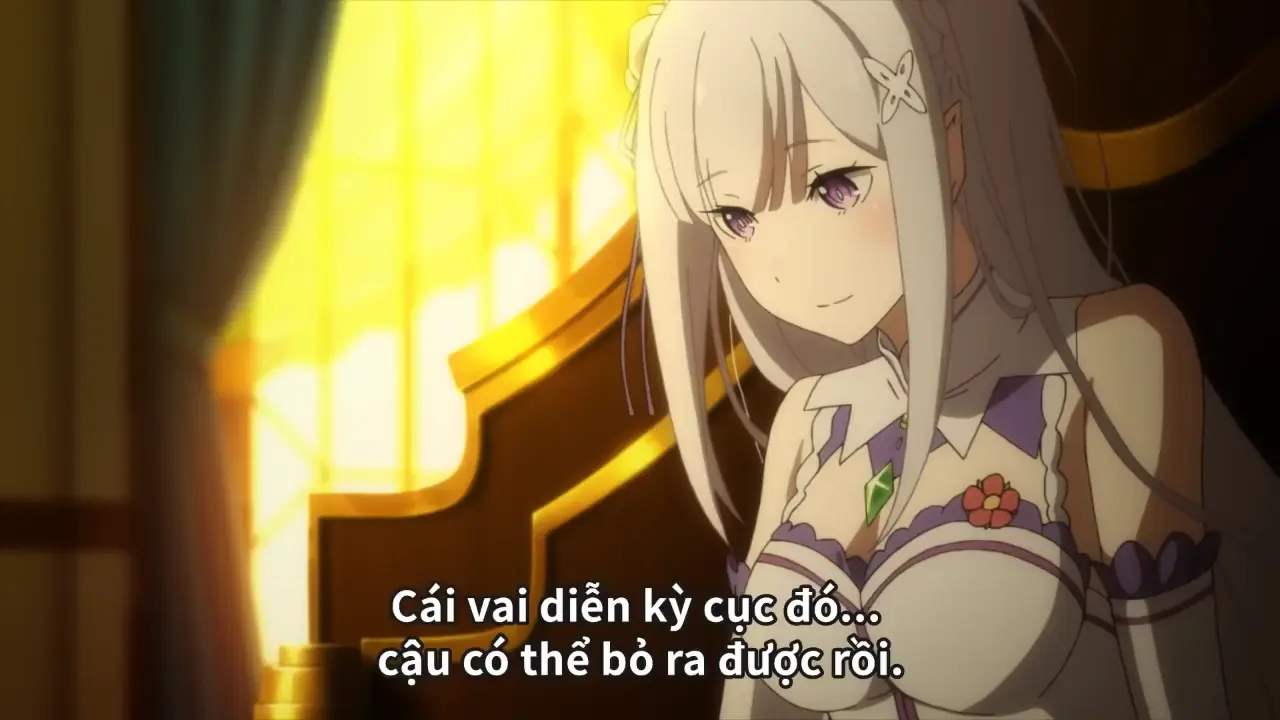 Cái vai diễn kỳ cục đó...
cậu có thể bỏ ra được rồi.